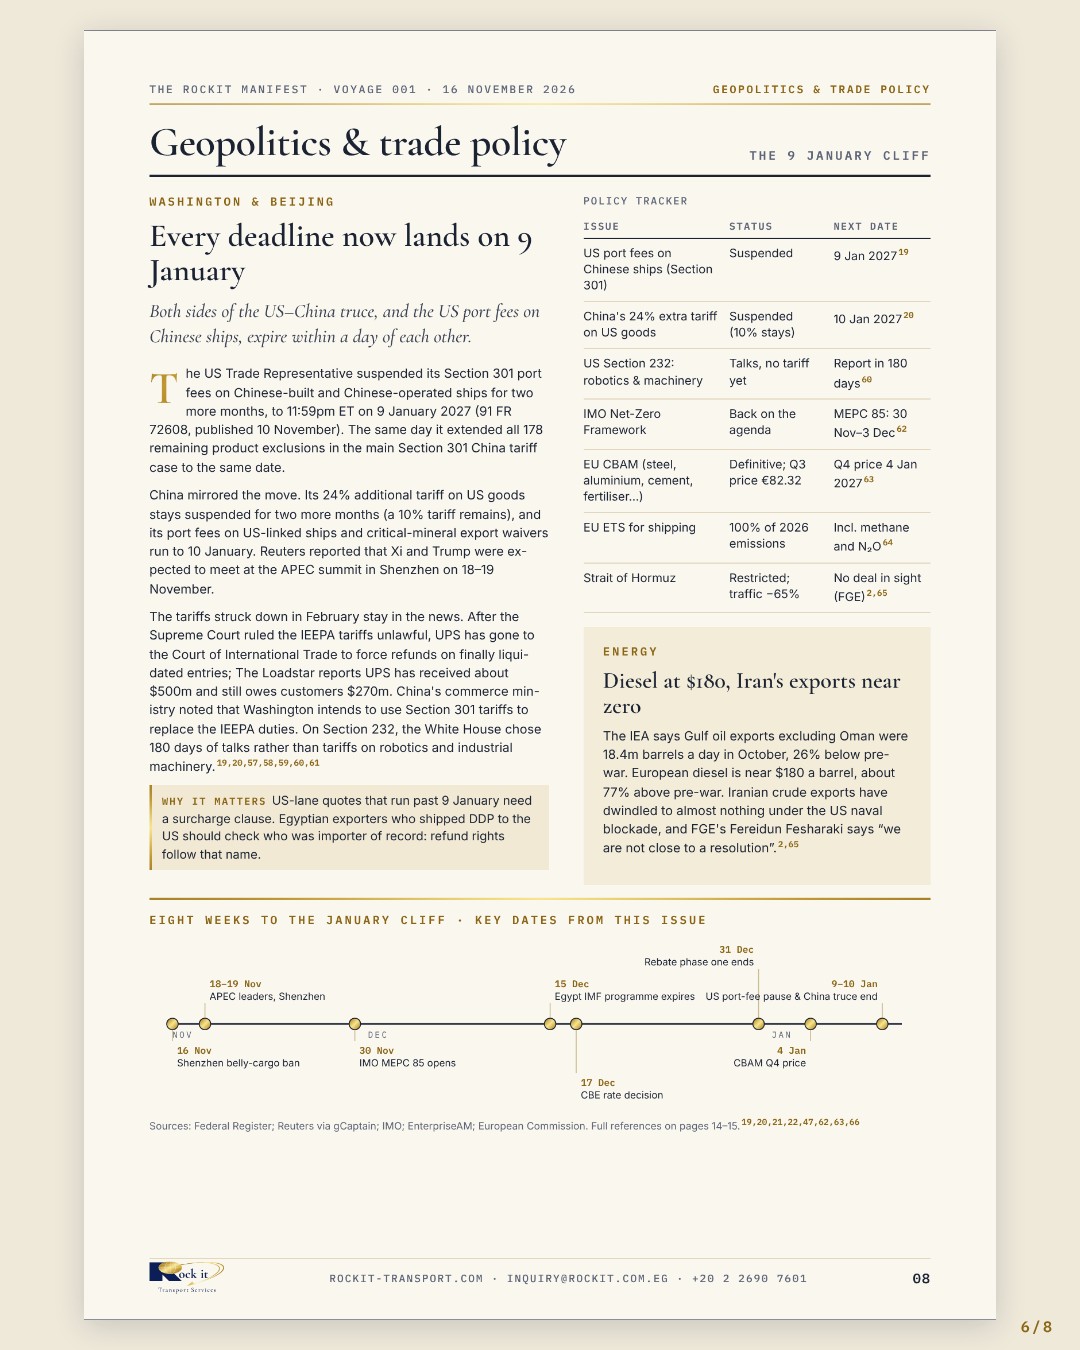 THE ROCKIT MANIFEST · VOYAGE 001 · 16 NOVEMBER 2026
GEOPOLITICS & TRADE POLICY
Geopolitics & trade policy
THE 9 JANUARY CLIFF
WASHINGTON & BEIJING
Every deadline now lands on 9
January
Both sides of the US–China truce, and the US port fees on
Chinese ships, expire within a day of each other.
The US Trade Representative suspended its Section 301 port
fees on Chinese-built and Chinese-operated ships for two
more months, to 11:59pm ET on 9 January 2027 (91 FR
72608, published 10 November). The same day it extended all 178
remaining product exclusions in the main Section 301 China tariff
case to the same date.
China mirrored the move. Its 24% additional tariff on US goods
stays suspended for two more months (a 10% tariff remains), and
its port fees on US-linked ships and critical-mineral export waivers
run to 10 January. Reuters reported that Xi and Trump were ex-
pected to meet at the APEC summit in Shenzhen on 18–19
November.
The tariffs struck down in February stay in the news. After the
Supreme Court ruled the IEEPA tariffs unlawful, UPS has gone to
the Court of International Trade to force refunds on finally liqui-
dated entries; The Loadstar reports UPS has received about
$500m and still owes customers $270m. China's commerce min-
istry noted that Washington intends to use Section 301 tariffs to
replace the IEEPA duties. On Section 232, the White House chose
180 days of talks rather than tariffs on robotics and industrial
machinery.19,20,57,58,59,60,61
WHY IT MATTERS US-lane quotes that run past 9 January need
a surcharge clause. Egyptian exporters who shipped DDP to the
US should check who was importer of record: refund rights
follow that name.
POLICY TRACKER
ISSUE STATUS NEXT DATE
US port fees on Suspended 9 Jan 2027 19
Chinese ships (Section
301)
China's 24% extra tariff Suspended 10 Jan 2027 20
on US goods (10% stays)
US Section 232: Talks, no tariff Report in 180
robotics & machinery yet days 60
IMO Net-Zero Back on the MEPC 85: 30
Framework agenda Nov–3 Dec 62
EU CBAM (steel, Definitive; Q3 Q4 price 4 Jan
aluminium, cement, price €82.32 2027 63
fertiliser…)
EU ETS for shipping 100% of 2026 Incl. methane
emissions and N₂O 64
Strait of Hormuz Restricted; No deal in sight
traffic −65% (FGE) 2,65
ENERGY
Diesel at $180, Iran's exports near
zero
The IEA says Gulf oil exports excluding Oman were
18.4m barrels a day in October, 26% below pre-
war. European diesel is near $180 a barrel, about
77% above pre-war. Iranian crude exports have
dwindled to almost nothing under the US naval
blockade, and FGE's Fereidun Fesharaki says “we
are not close to a resolution”.2,65
EIGHT WEEKS TO THE JANUARY CLIFF · KEY DATES FROM THIS ISSUE
31 Dec
Rebate phase one ends
18–19 Nov
APEC leaders, Shenzhen
15 Dec
Egypt IMF programme expires
9–10 Jan
US port-fee pause & China truce end
NOV DEC JAN
16 Nov
Shenzhen belly-cargo ban
30 Nov
IMO MEPC 85 opens
4 Jan
CBAM Q4 price
17 Dec
CBE rate decision
Sources: Federal Register; Reuters via gCaptain; IMO; EnterpriseAM; European Commission. Full references on pages 14–15.19,20,21,22,47,62,63,66
Rock it
Transport Services
ROCKIT-TRANSPORT.COM · INQUIRY@ROCKIT.COM.EG · +20 2 2690 7601
08
6/8